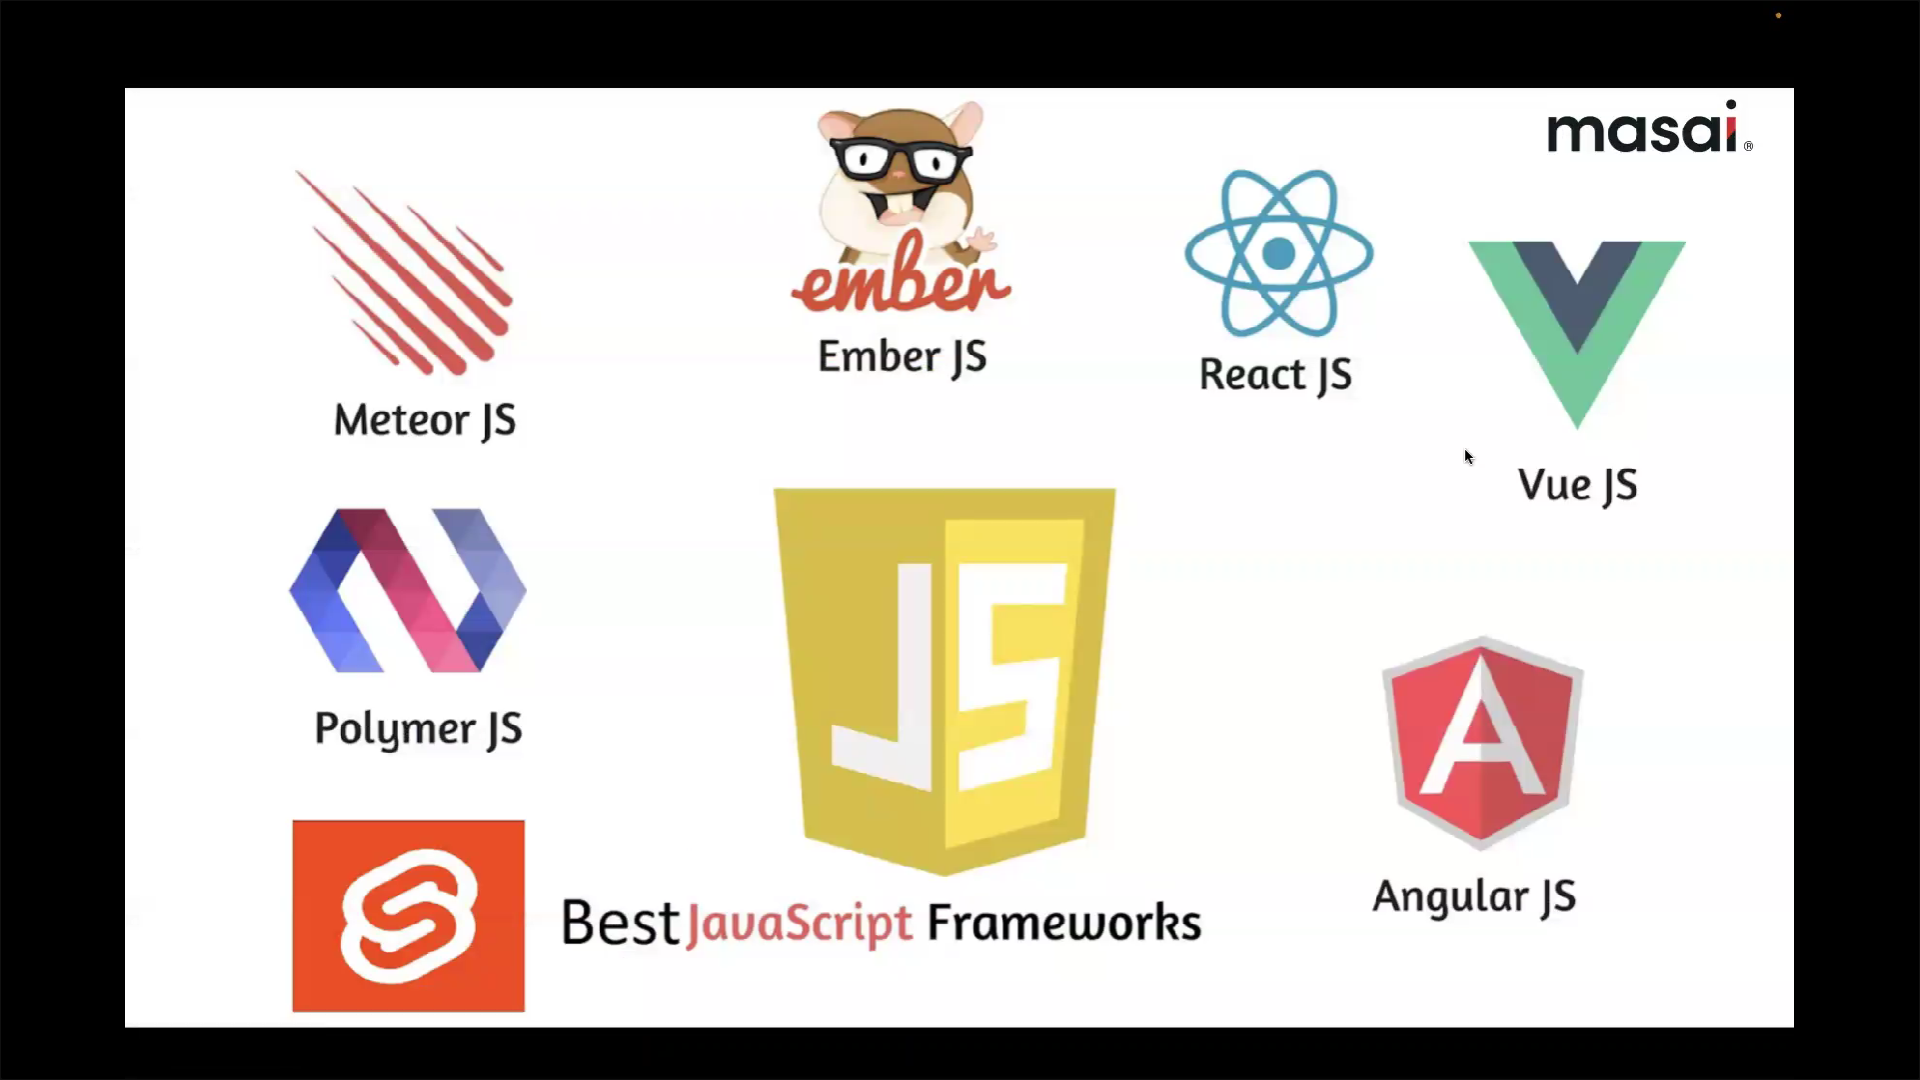 masai®
ember
Ember JS
React JS
Meteor JS
Vue JS
JS
Polymer JS
A
Angular JS
Best JavaScript Frameworks